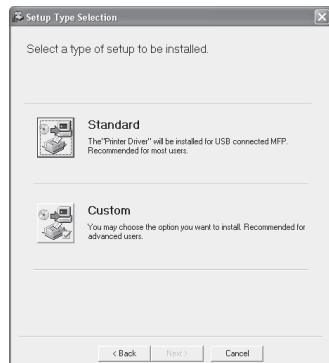 Setup Type Selection
Select a type of setup to be installed.
Standard
The"Printer Driver" will be installed for USB connected MFP.
Recommended for most users.
Custom
You may choose the option you want to install. Recommended for
advanced users.
< Back
Next >
Cancel